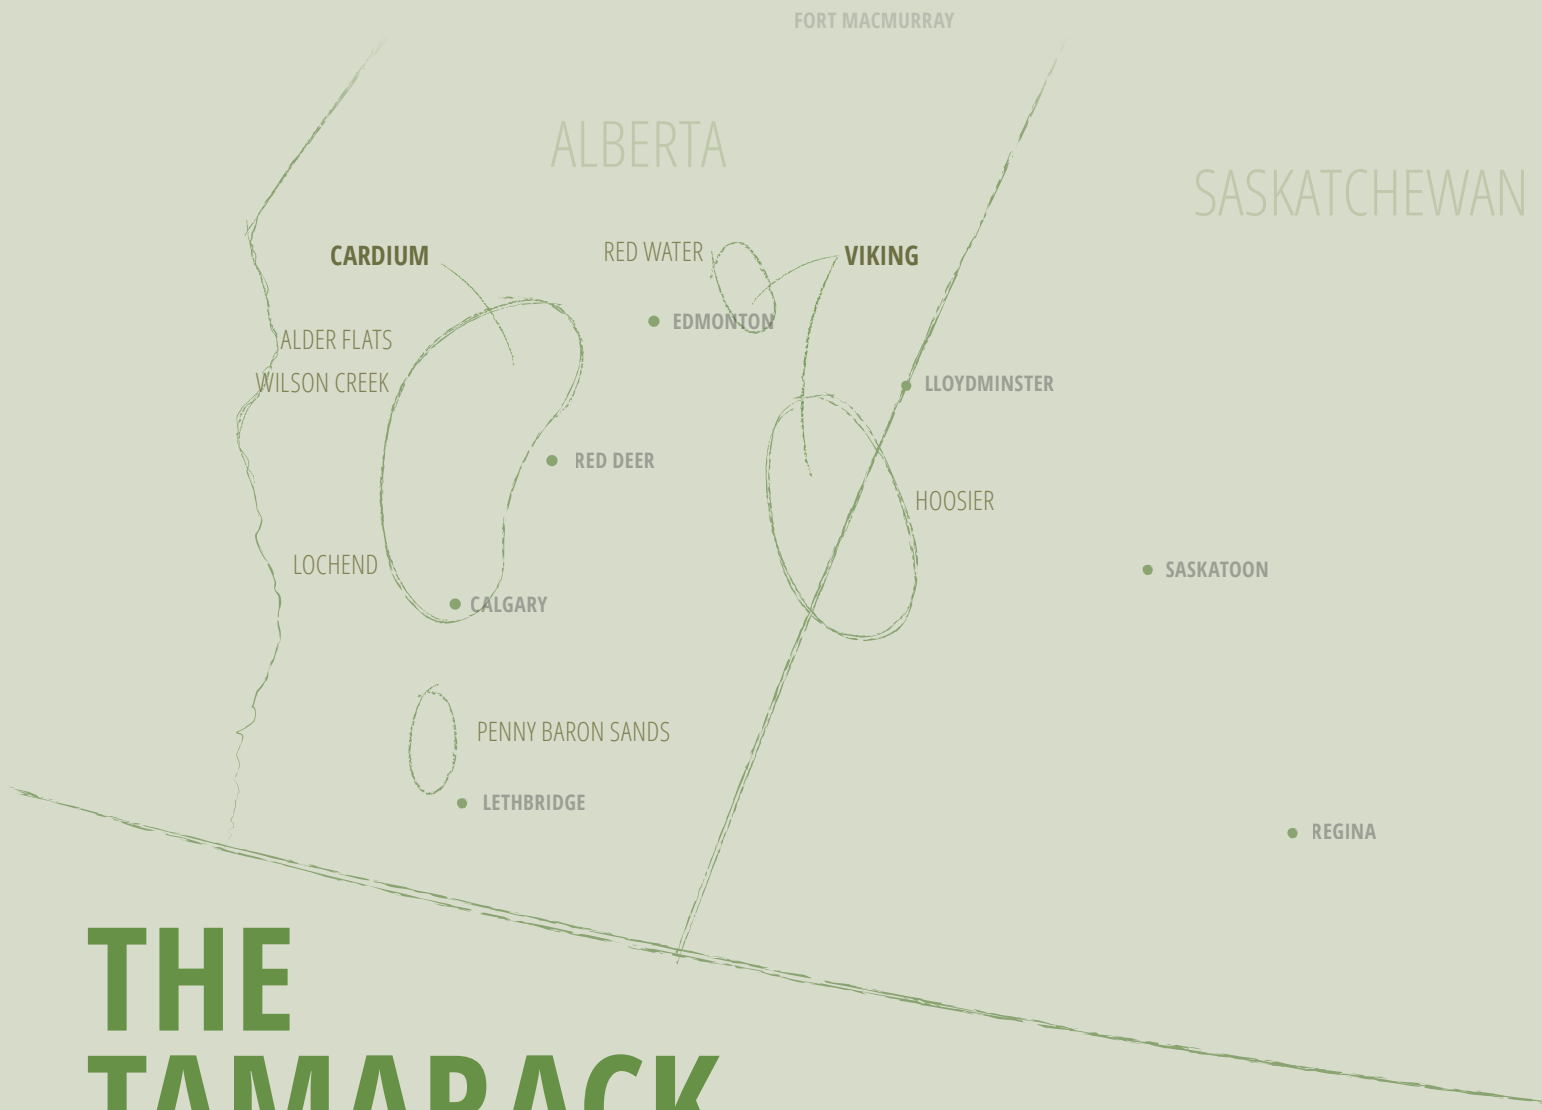 FORT MACMURRAY
ALBERTA
SASKATCHEWAN
CARDIUM
RED WATER
VIKING
EDMONTON
ALDER FLATS
WILSON CREEK
LLOYDMINSTER
RED DEER
HOOSIER
LOCHEND
SASKATOON
CALGARY
PENNY BARON SANDS
LETHBRIDGE
REGINA
THE
TAMARACK